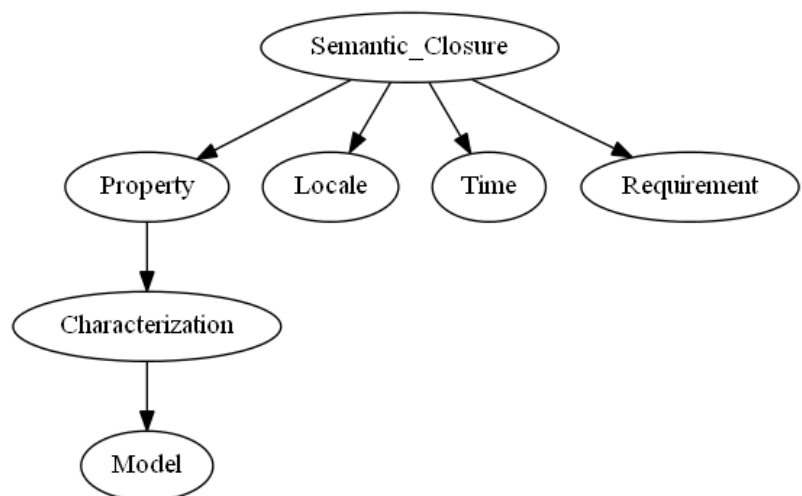 Semantic_Closure
Property
Locale
Time
Requirement
Characterization
Model